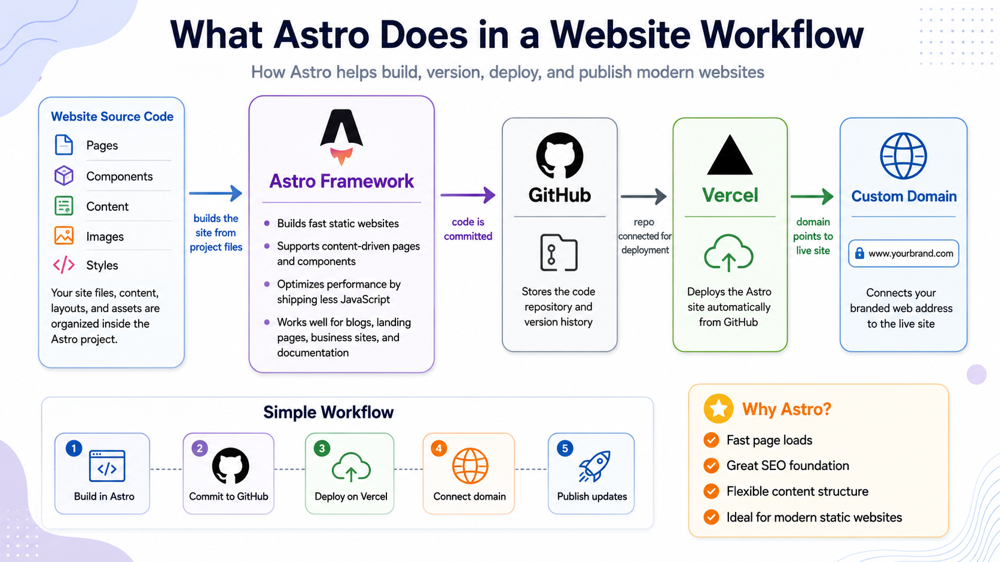 What Astro Does in a Website Workflow
How Astro helps build, version, deploy, and publish modern websites
Website Source Code
Pages
Components
Content
Images
Styles
Your site files, content,
layouts, and assets are
organized inside the
Astro project.
builds the
site from
project files
Astro Framework
Builds fast static websites
Supports content-driven pages
and components
Optimizes performance by
shipping less JavaScript
Works well for blogs, landing
pages, business sites, and
documentation
code is
committed
GitHub
Stores the code
repository and
version history
repo
connected for
deployment
Vercel
Deploys the Astro
site automatically
from GitHub
domain
points to
live site
Custom Domain
www.yourbrand.com
Connects your
branded web address
to the live site
Simple Workflow
1
Build in Astro
2
Commit to GitHub
3
Deploy on Vercel
4
Connect domain
5
Publish updates
Why Astro?
Fast page loads
Great SEO foundation
Flexible content structure
Ideal for modern static websites